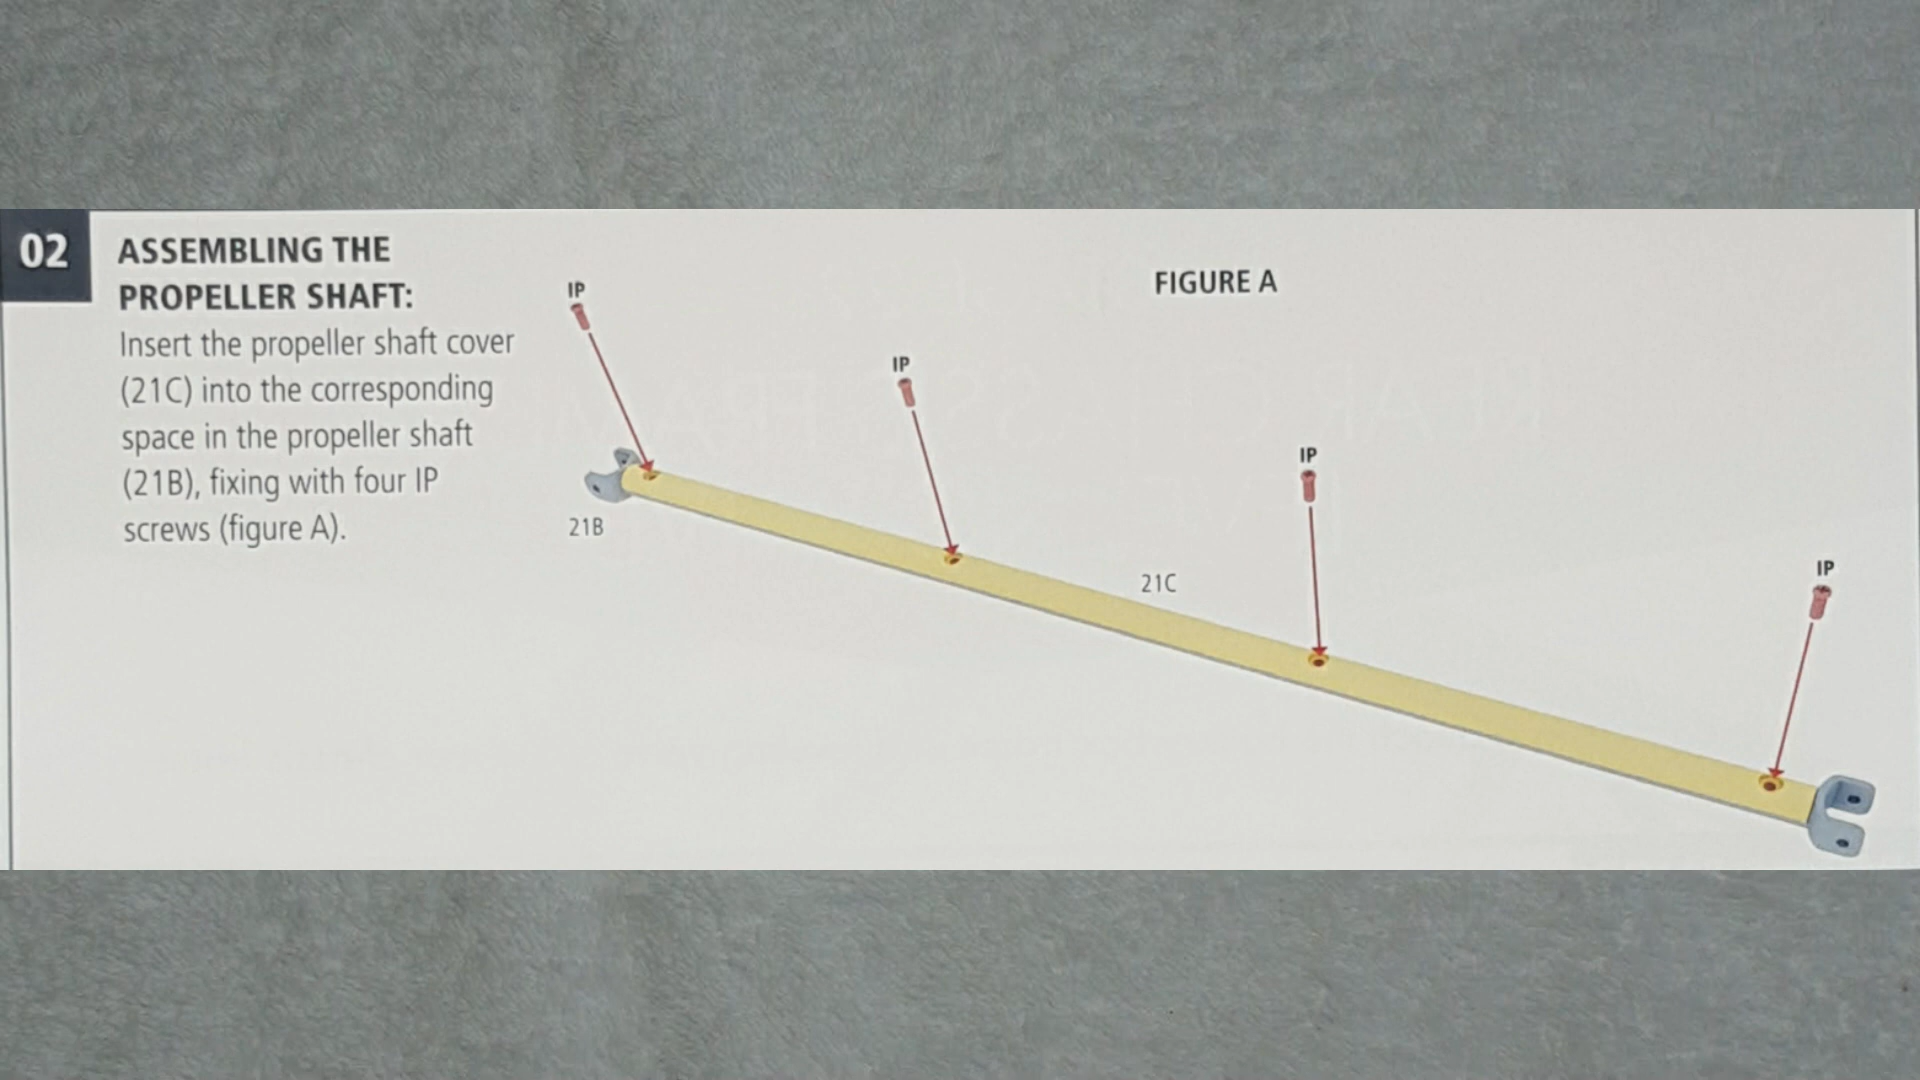 02
ASSEMBLING THE
PROPELLER SHAFT:
Insert the propeller shaft cover
(21C) into the corresponding
space in the propeller shaft
(21B), fixing with four IP
screws (figure A).
FIGURE A
IP
IP
IP
IP
21B
21C